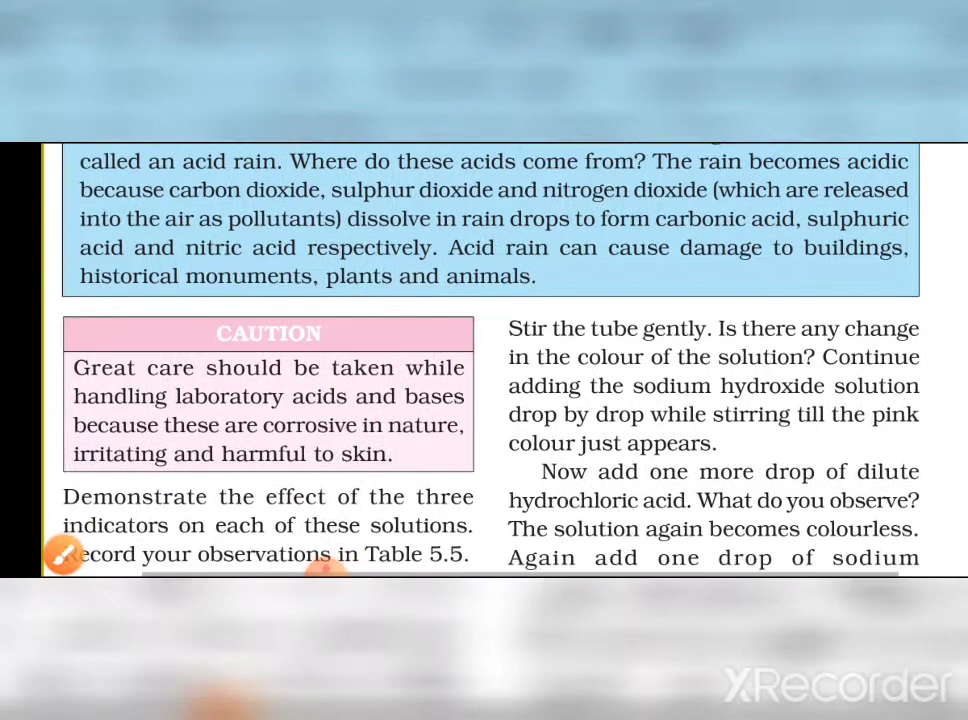 called an acid rain. Where do these acids come from? The rain becomes acidic
because carbon dioxide, sulphur dioxide and nitrogen dioxide (which are released
into the air as pollutants) dissolve in rain drops to form carbonic acid, sulphuric
acid and nitric acid respectively. Acid rain can cause damage to buildings,
historical monuments, plants and animals.
CAUTION
Great care should be taken while
handling laboratory acids and bases
because these are corrosive in nature,
irritating and harmful to skin.
Demonstrate the effect of the three
indicators on each of these solutions.
Record your observations in Table 5.5.
Stir the tube gently. Is there any change
in the colour of the solution? Continue
adding the sodium hydroxide solution
drop by drop while stirring till the pink
colour just appears.
Now add one more drop of dilute
hydrochloric acid. What do you observe?
The solution again becomes colourless.
Again add one drop of sodium
XRecorder